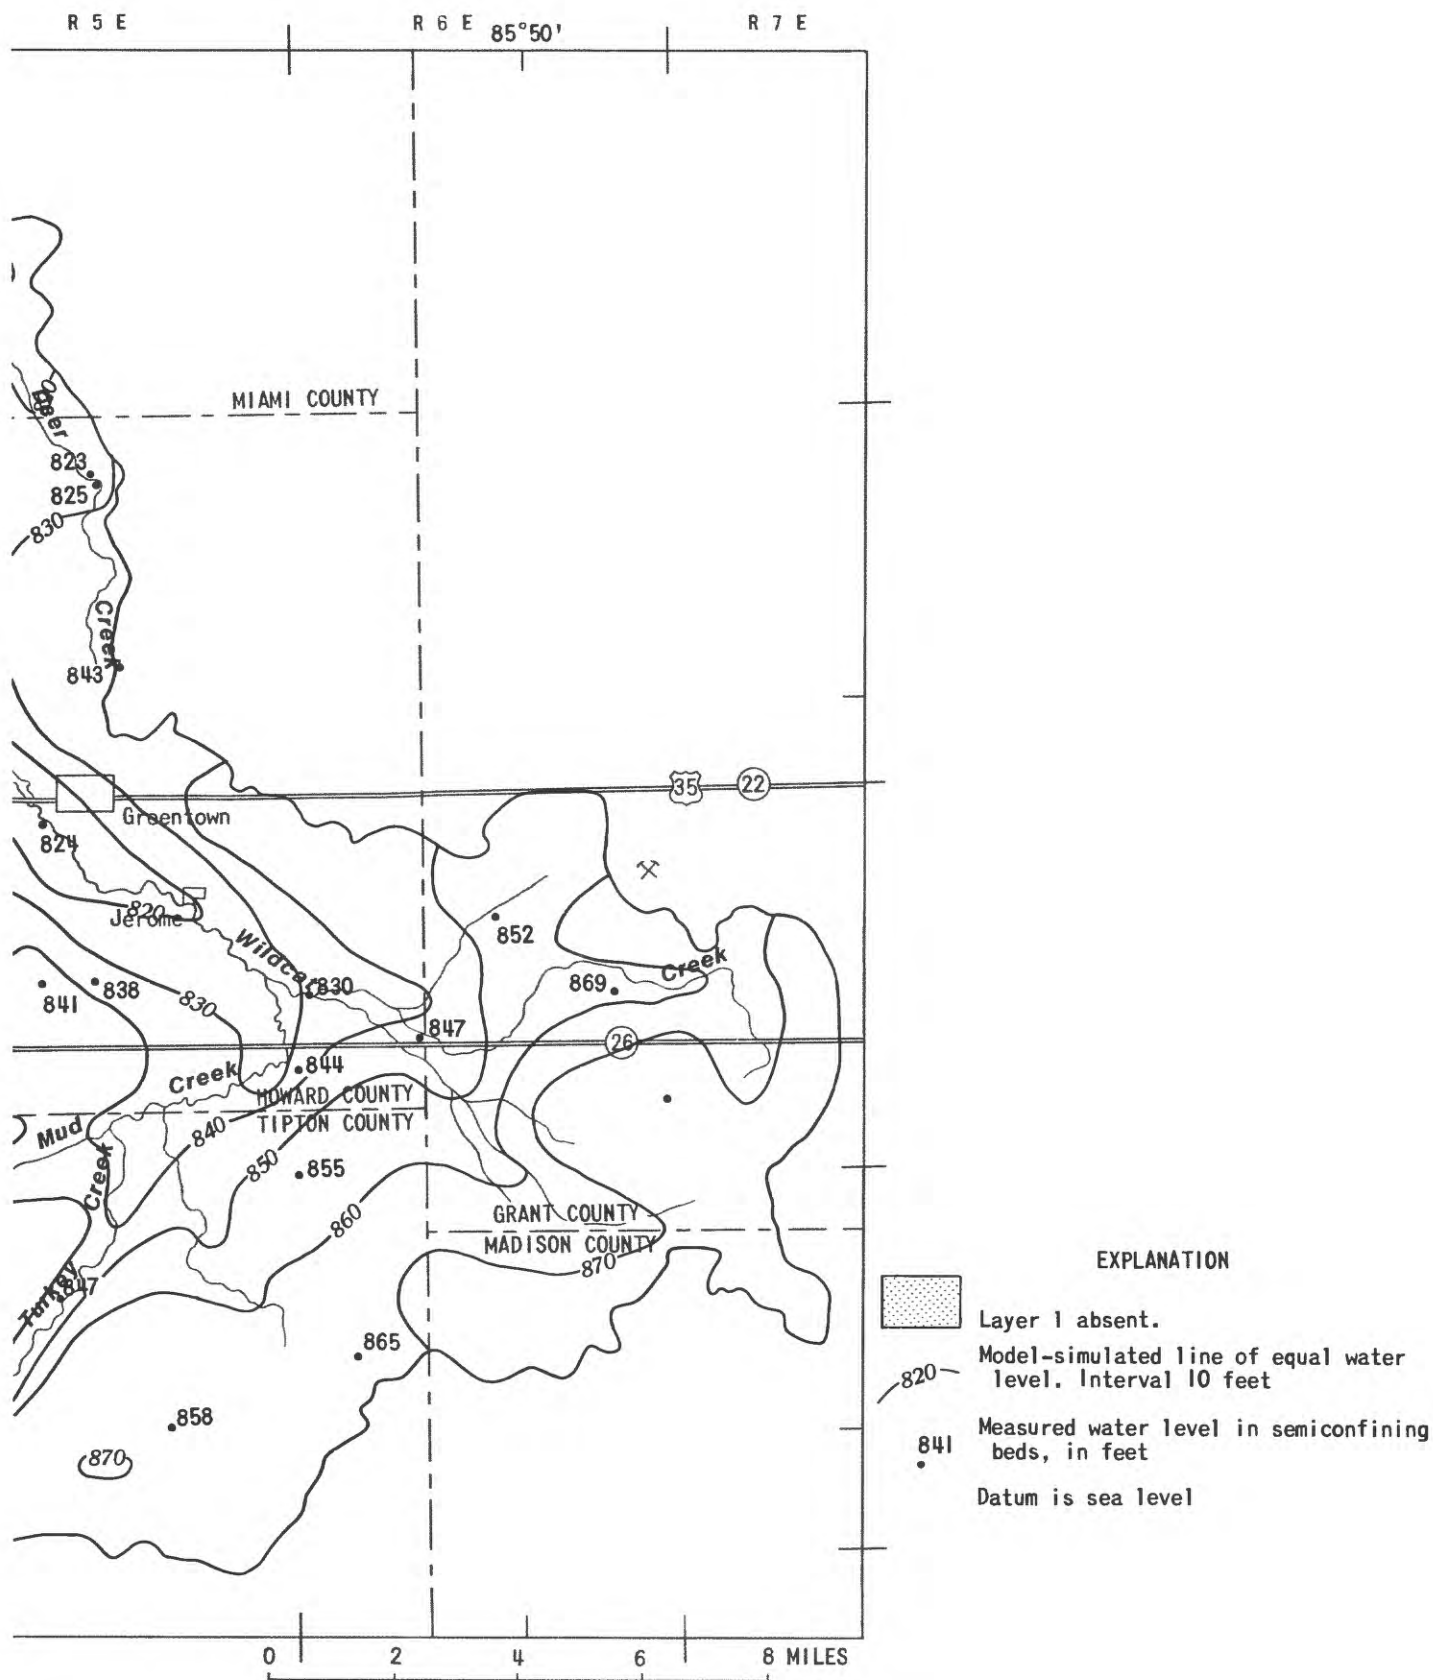 R 5 E
R 6 E
85°50'
R 7 E
MIAMI COUNTY
Deer
823
825
830
Creek
843
35
22
Greentown
824
820
Jerome
Wildcat
852
Creek
869
830
841
838
830
847
26
844
Creek
HOWARD COUNTY
TIPTON COUNTY
Mud
840
850
855
Creek
860
GRANT COUNTY
MADISON COUNTY
870
Turkey
847
865
858
870
EXPLANATION
Layer 1 absent.
820
Model-simulated line of equal water
level. Interval 10 feet
841
Measured water level in semiconfining
beds, in feet
Datum is sea level
0 2 4 6 8 MILES